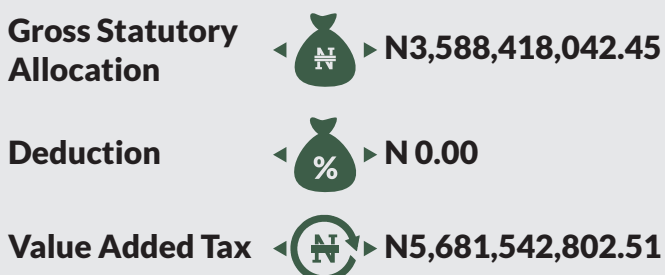 Gross Statutory
Allocation
₦
N3,588,418,042.45
Deduction
%
N 0.00
Value Added Tax
₦
N5,681,542,802.51